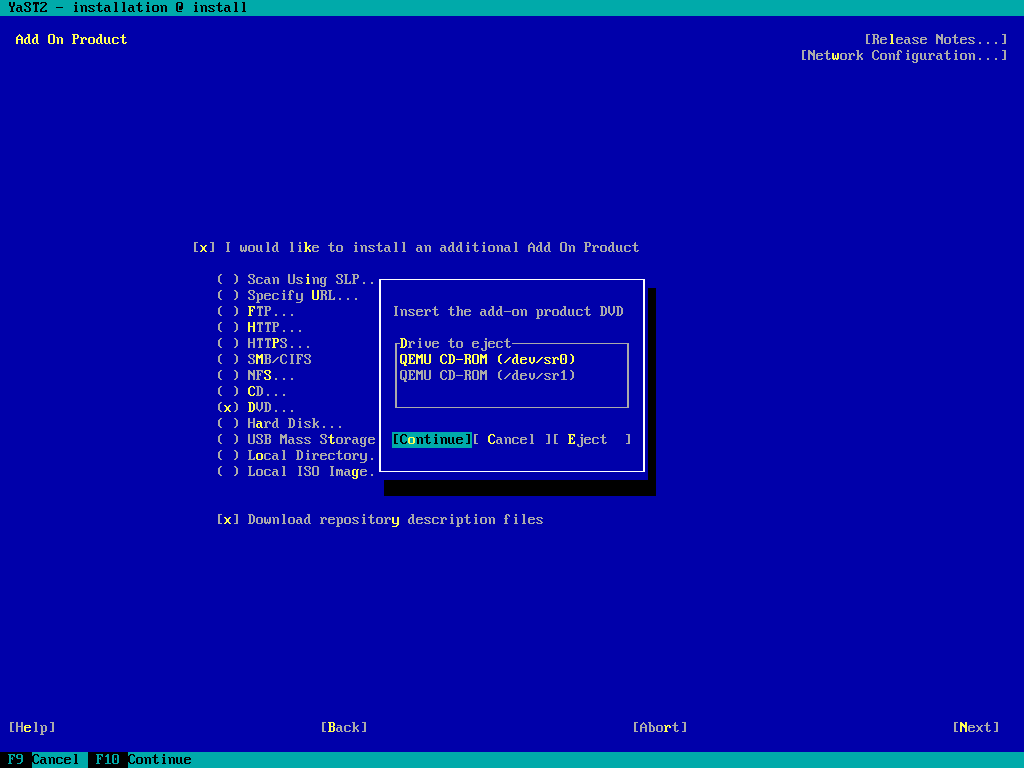 YaST2 - installation @ install
Add On Product
[Release Notes...]
[Network Configuration...]
[x] I would like to install an additional Add On Product
( ) Scan Using SLP..
( ) Specify URL...
( ) FTP...
( ) HTTP...
( ) HTTPS...
( ) SMB/CIFS
( ) NFS...
( ) CD...
(x) DVD...
( ) Hard Disk...
( ) USB Mass Storage
( ) Local Directory.
( ) Local ISO Image.
Insert the add-on product DVD
Drive to eject
QEMU CD-ROM (/dev/sr0)
QEMU CD-ROM (/dev/sr1)
[Continue][ Cancel ][ Eject  ]
[x] Download repository description files
[Help] [Back] [Abort] [Next]
F9 Cancel F10 Continue